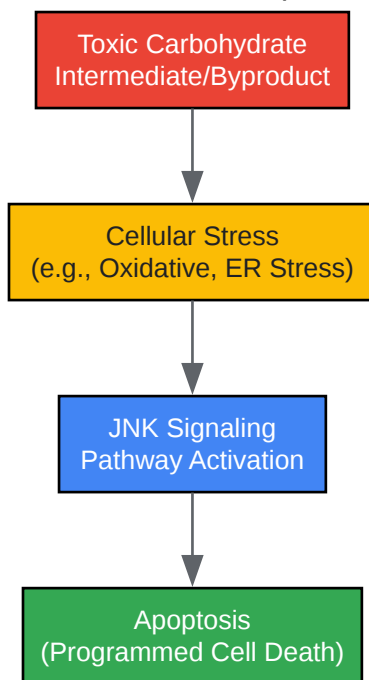 Toxic Carbohydrate
Intermediate/Byproduct
Cellular Stress
(e.g., Oxidative, ER Stress)
JNK Signaling
Pathway Activation
Apoptosis
(Programmed Cell Death)